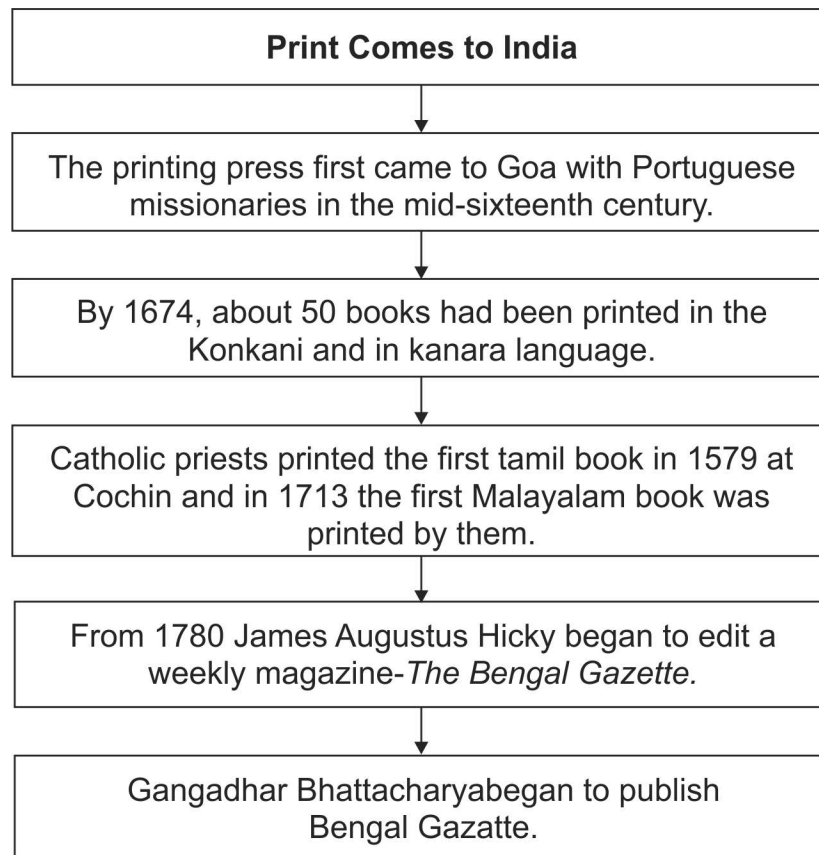 Print Comes to India
The printing press first came to Goa with Portuguese
missionaries in the mid-sixteenth century.
By 1674, about 50 books had been printed in the
Konkani and in kanara language.
Catholic priests printed the first tamil book in 1579 at
Cochin and in 1713 the first Malayalam book was
printed by them.
From 1780 James Augustus Hicky began to edit a
weekly magazine-The Bengal Gazette.
Gangadhar Bhattacharyabegan to publish
Bengal Gazatte.